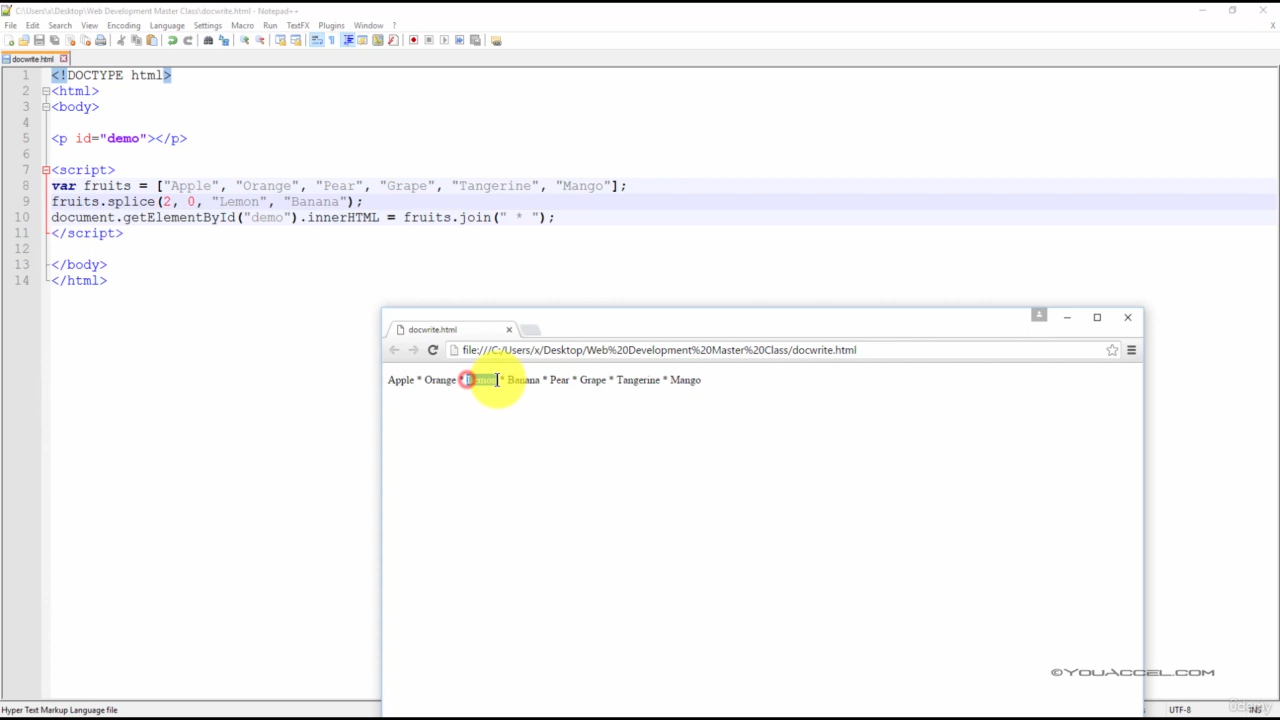 C:\Users\x\Desktop\Web Development Master Class\docwrite.html - Notepad++
File Edit Search View Encoding Language Settings Macro Run TextFX Plugins Window ? X
docwrite.html
1 <!DOCTYPE html>
2 <html>
3 <body>
4
5 <p id="demo"></p>
6
7 <script>
8 var fruits = ["Apple", "Orange", "Pear", "Grape", "Tangerine", "Mango"];
9 fruits.splice(2, 0, "Lemon", "Banana");
10 document.getElementById("demo").innerHTML = fruits.join(" * ");
11 </script>
12
13 </body>
14 </html>
docwrite.html
file:///C:/Users/x/Desktop/Web%20Development%20Master%20Class/docwrite.html
Apple * Orange * Lemon * Banana * Pear * Grape * Tangerine * Mango
©YouAccel.com
Hyper Text Markup Language file UTF-8 INS
ûdemy